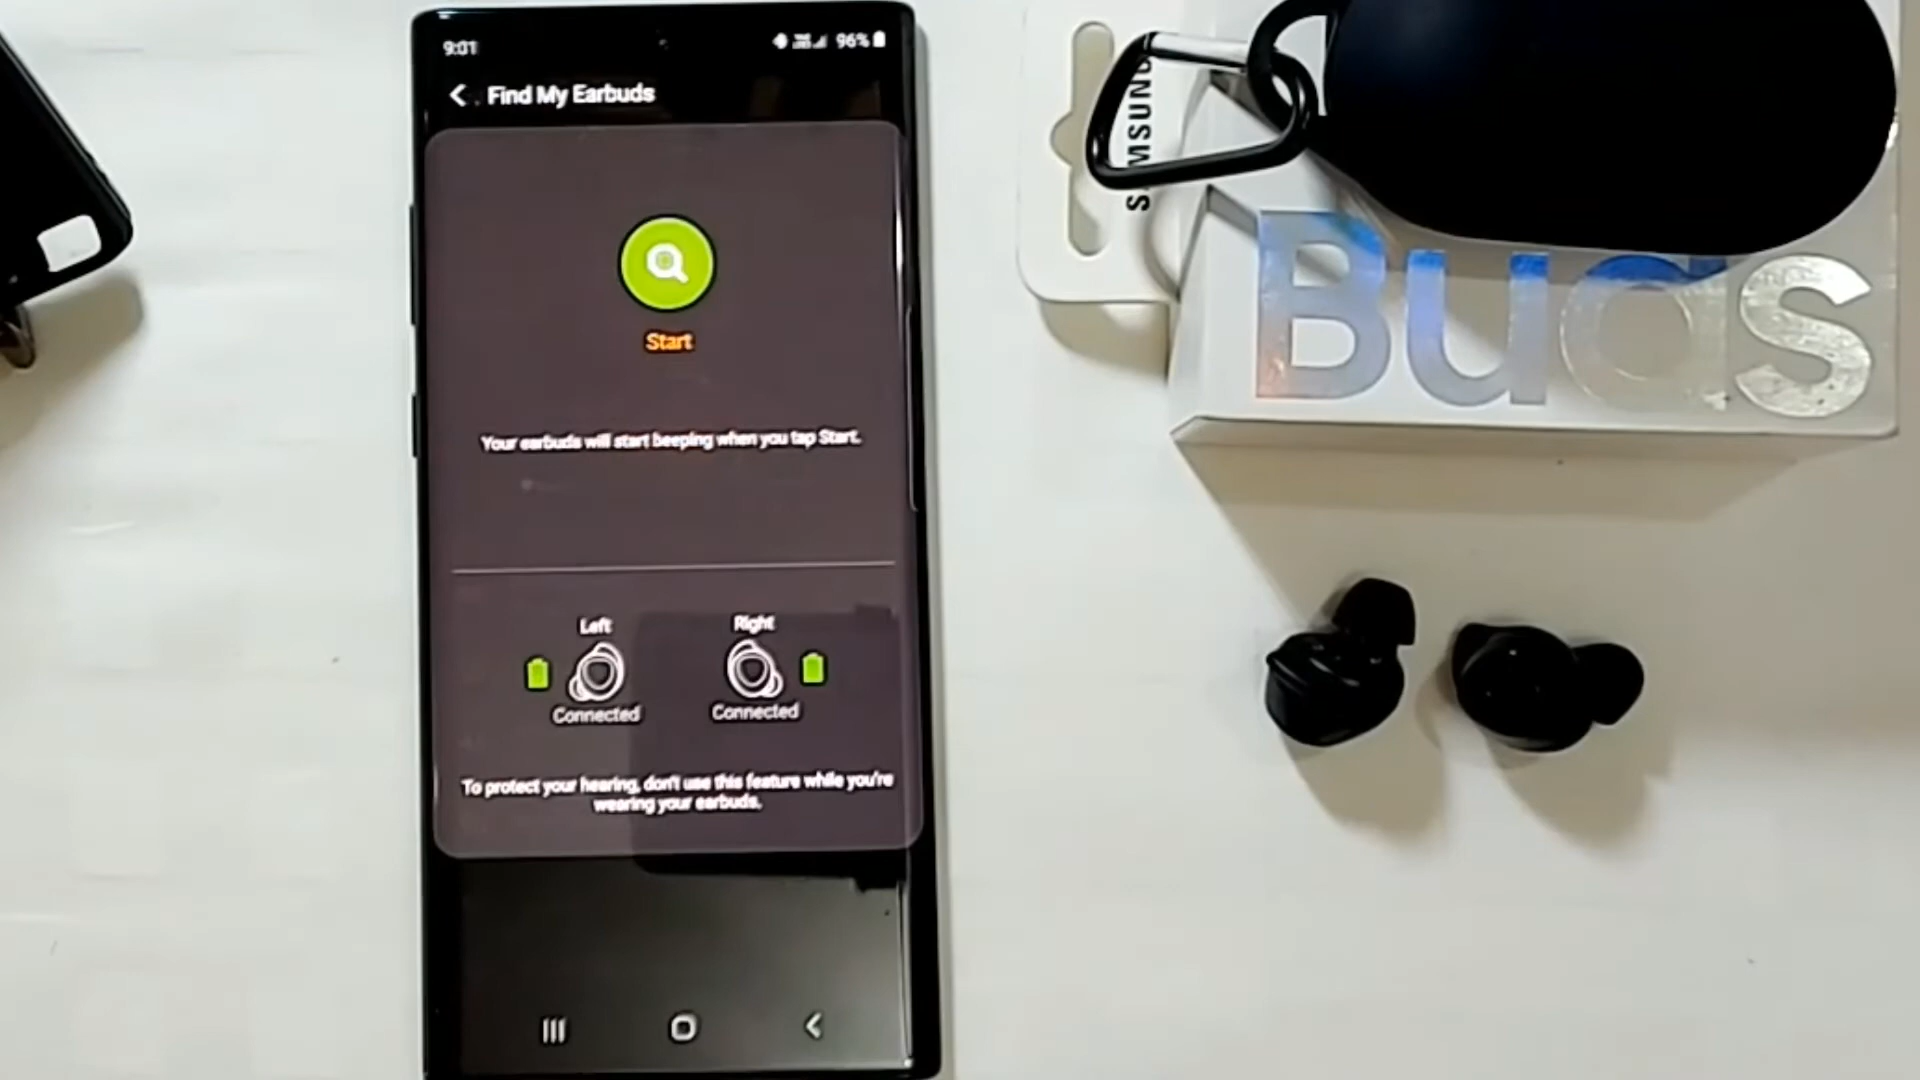 9:01
96%
Find My Earbuds
Start
Your earbuds will start beeping when you tap Start.
Left
Right
Connected
Connected
To protect your hearing, don't use this feature while you're
wearing your earbuds.
SAMSUNG
Buds